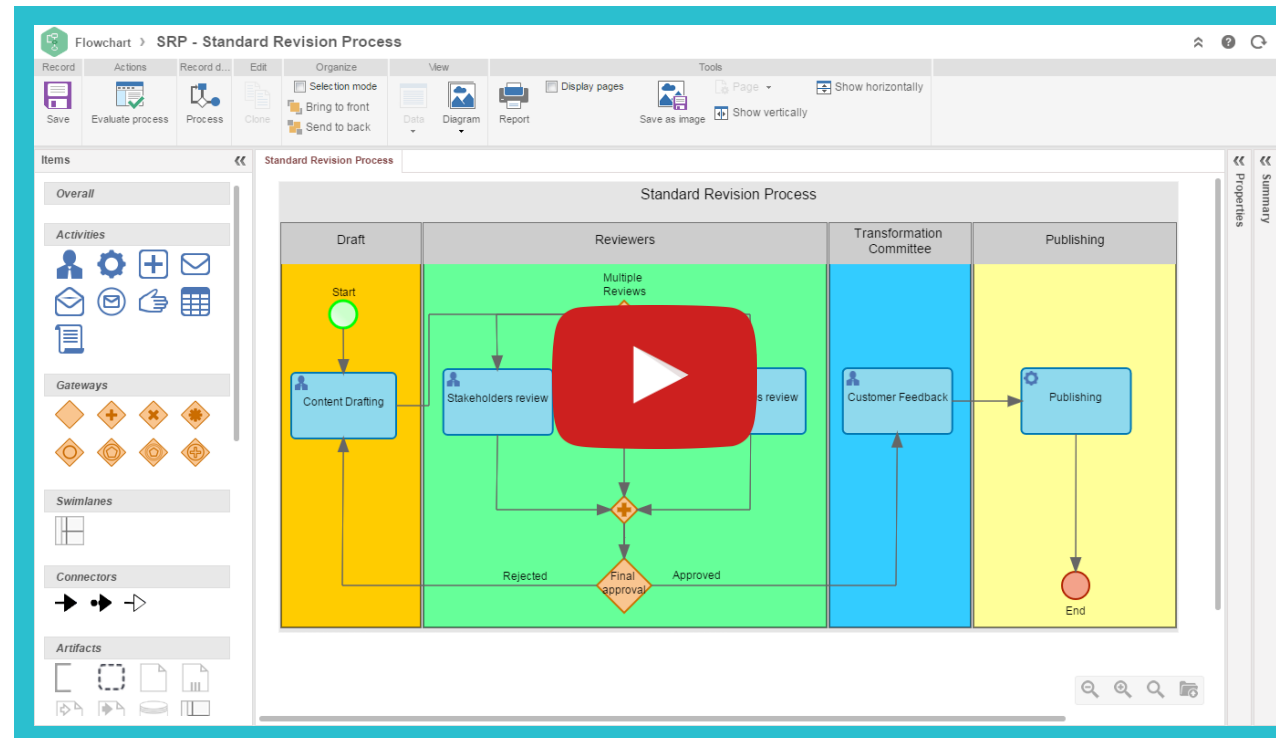 Flowchart > SRP - Standard Revision Process
Record Actions Record d... Edit Organize View Tools
Save
Evaluate process
Process
Clone
Selection mode
Bring to front
Send to back
Data
Diagram
Report
Display pages
Save as image
Page
Show vertically
Show horizontally
Items
Standard Revision Process
Properties
Summary
Overall
Activities
Gateways
Swimlanes
Connectors
Artifacts
Standard Revision Process
Draft
Reviewers
Transformation
Committee
Publishing
Start
Multiple
Reviews
Content Drafting
Stakeholders review
review
Customer Feedback
Publishing
Rejected
Final
approval
Approved
End